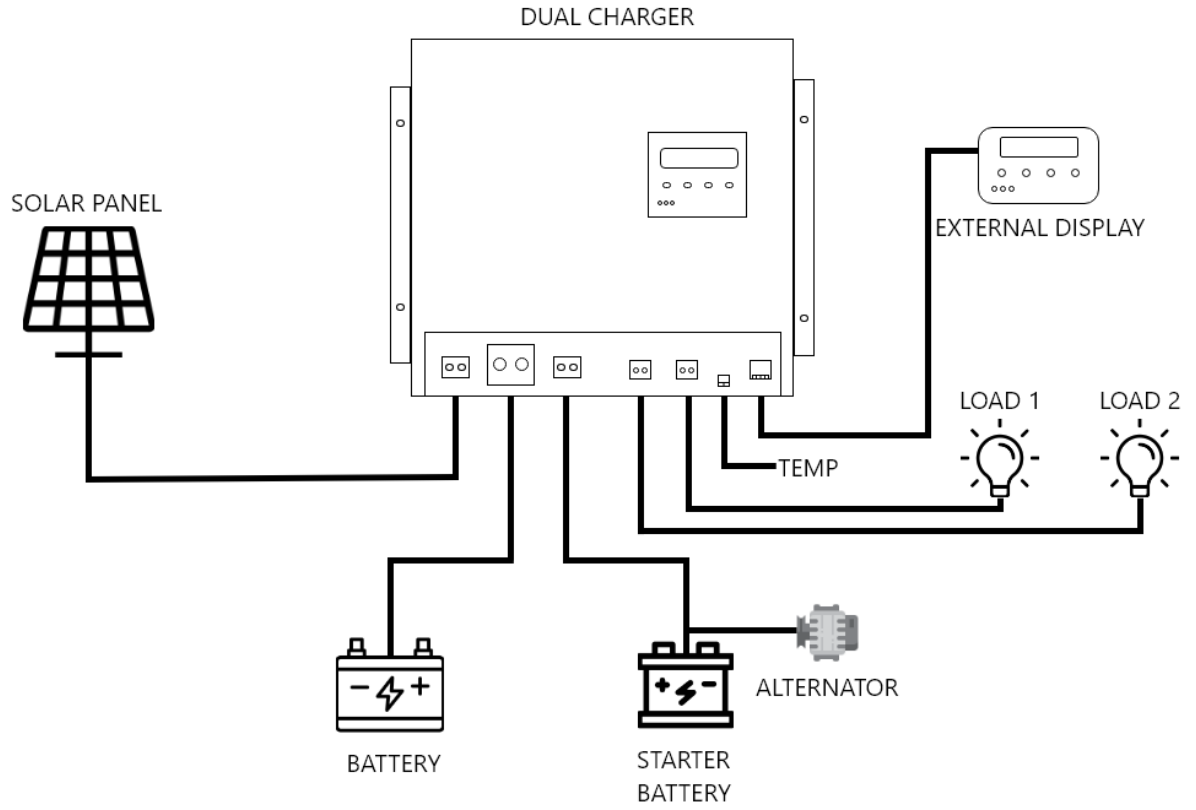 DUAL CHARGER
SOLAR PANEL
EXTERNAL DISPLAY
LOAD 1
LOAD 2
TEMP
ALTERNATOR
BATTERY
STARTER
BATTERY